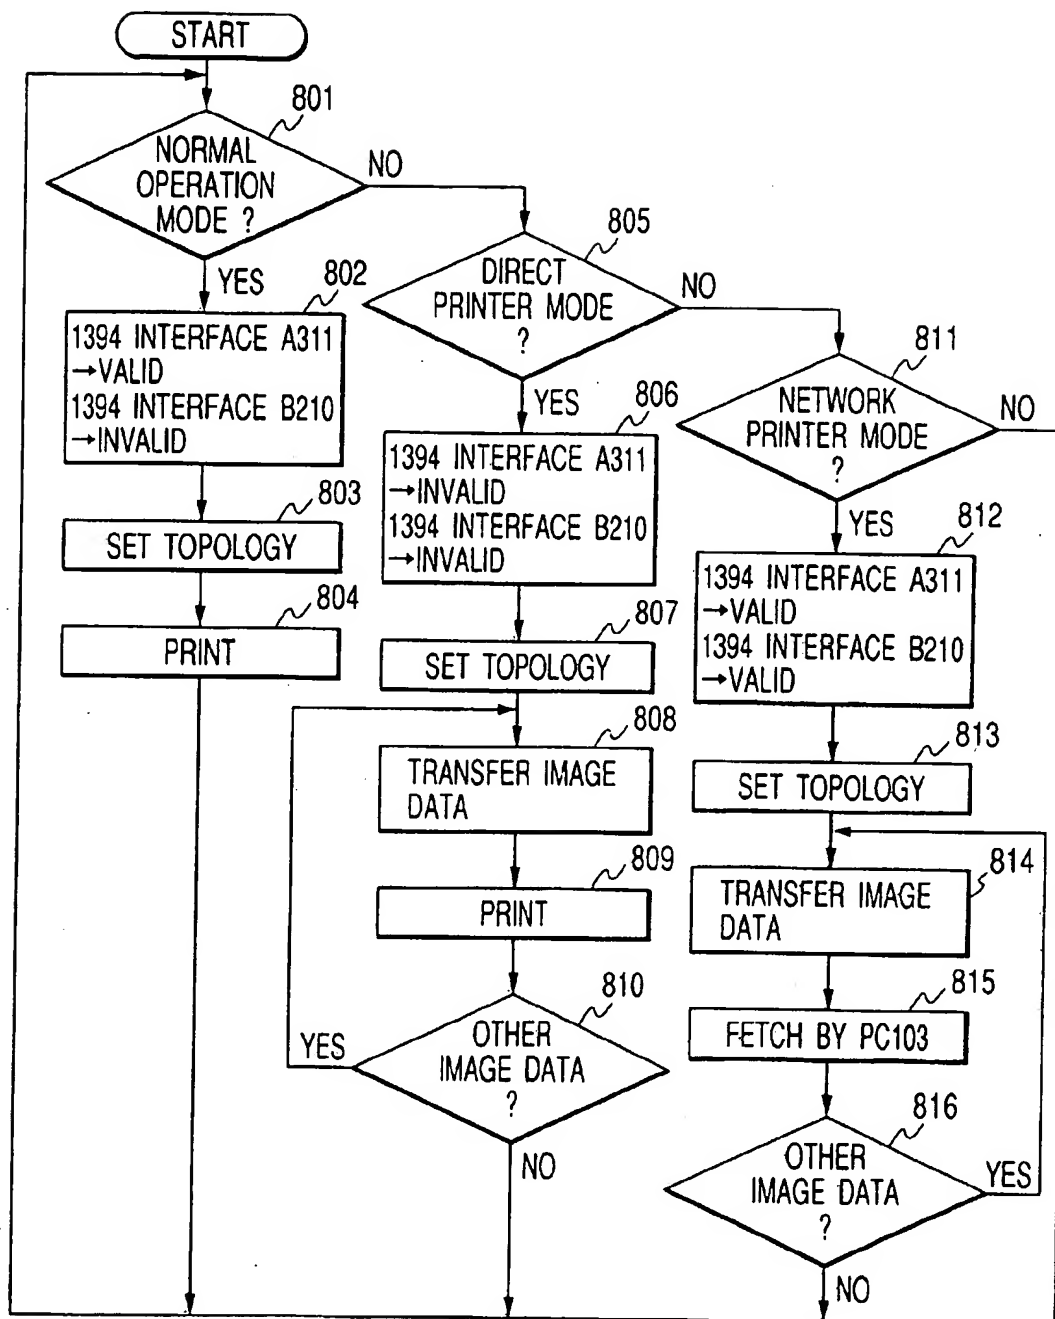 START
801
NORMAL
OPERATION
MODE ?
NO
YES
802
1394 INTERFACE A311
→VALID
1394 INTERFACE B210
→INVALID
803
SET TOPOLOGY
804
PRINT
805
DIRECT
PRINTER MODE
?
NO
YES
806
1394 INTERFACE A311
→INVALID
1394 INTERFACE B210
→INVALID
807
SET TOPOLOGY
808
TRANSFER IMAGE
DATA
809
PRINT
810
OTHER
IMAGE DATA
?
YES
NO
811
NETWORK
PRINTER MODE
?
NO
YES
812
1394 INTERFACE A311
→VALID
1394 INTERFACE B210
→VALID
813
SET TOPOLOGY
814
TRANSFER IMAGE
DATA
815
FETCH BY PC103
816
OTHER
IMAGE DATA
?
YES
NO